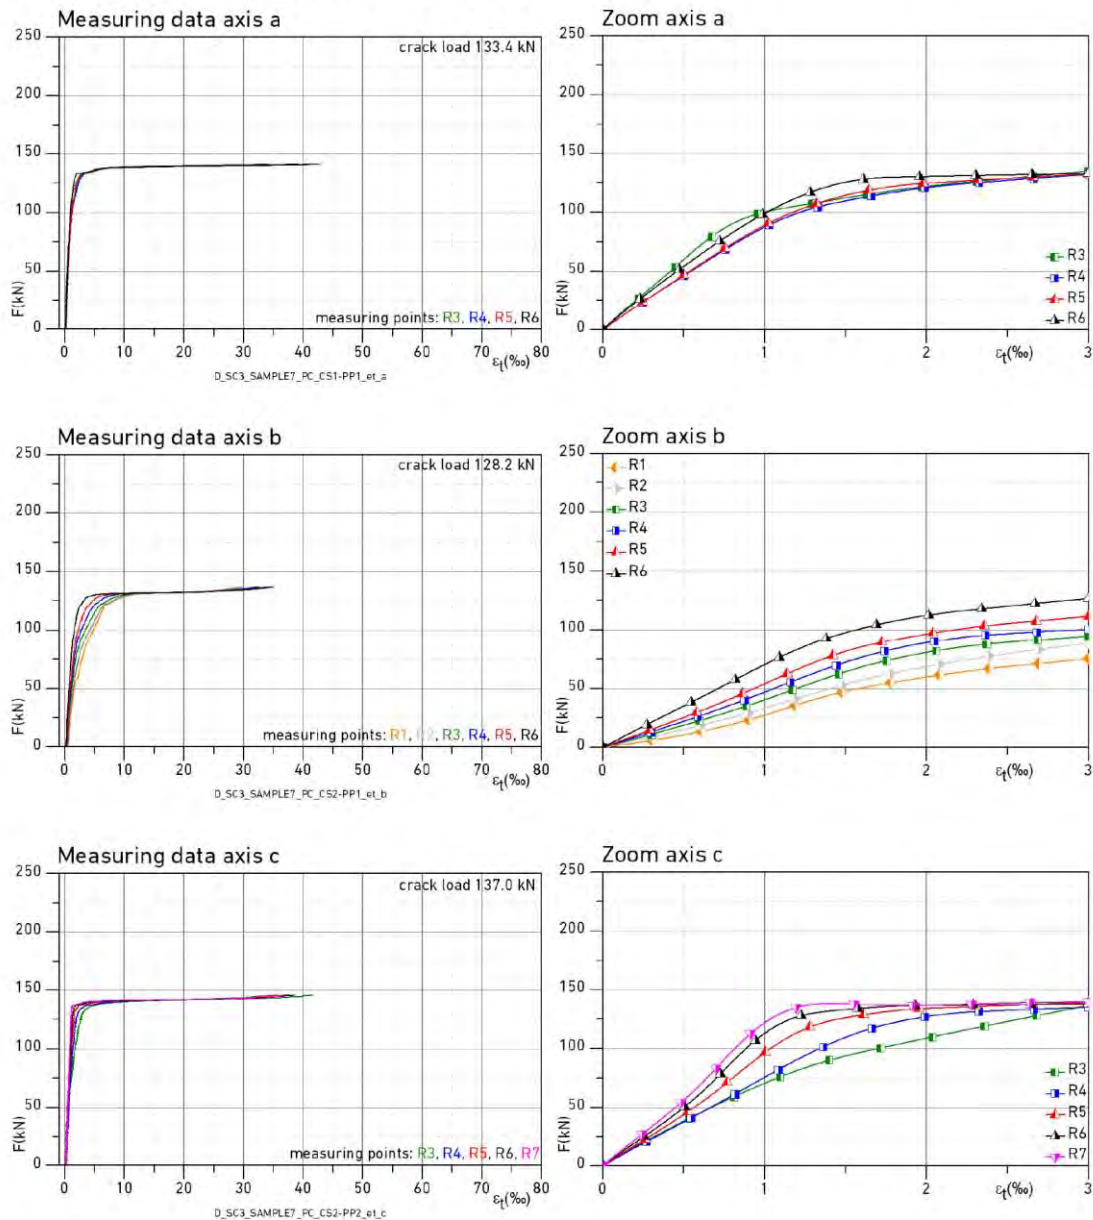 Measuring data axis a
crack load 133.4 kN
250
200
150
100
50
0
F(kN)
measuring points: R3, R4, R5, R6
0 10 20 30 40 50 60 70 80
εt(‰)
D_SC3_SAMPLE7_PC_CS1-PP1_et_a
Zoom axis a
250
200
150
100
50
0
F(kN)
R3
R4
R5
R6
0 1 2 3
εt(‰)
Measuring data axis b
crack load 128.2 kN
250
200
150
100
50
0
F(kN)
measuring points: R1, R2, R3, R4, R5, R6
0 10 20 30 40 50 60 70 80
εt(‰)
D_SC3_SAMPLE7_PC_CS2-PP1_et_b
Zoom axis b
250
200
150
100
50
0
F(kN)
R1
R2
R3
R4
R5
R6
0 1 2 3
εt(‰)
Measuring data axis c
crack load 137.0 kN
250
200
150
100
50
0
F(kN)
measuring points: R3, R4, R5, R6, R7
0 10 20 30 40 50 60 70 80
εt(‰)
D_SC3_SAMPLE7_PC_CS2-PP2_et_c
Zoom axis c
250
200
150
100
50
0
F(kN)
R3
R4
R5
R6
R7
0 1 2 3
εt(‰)